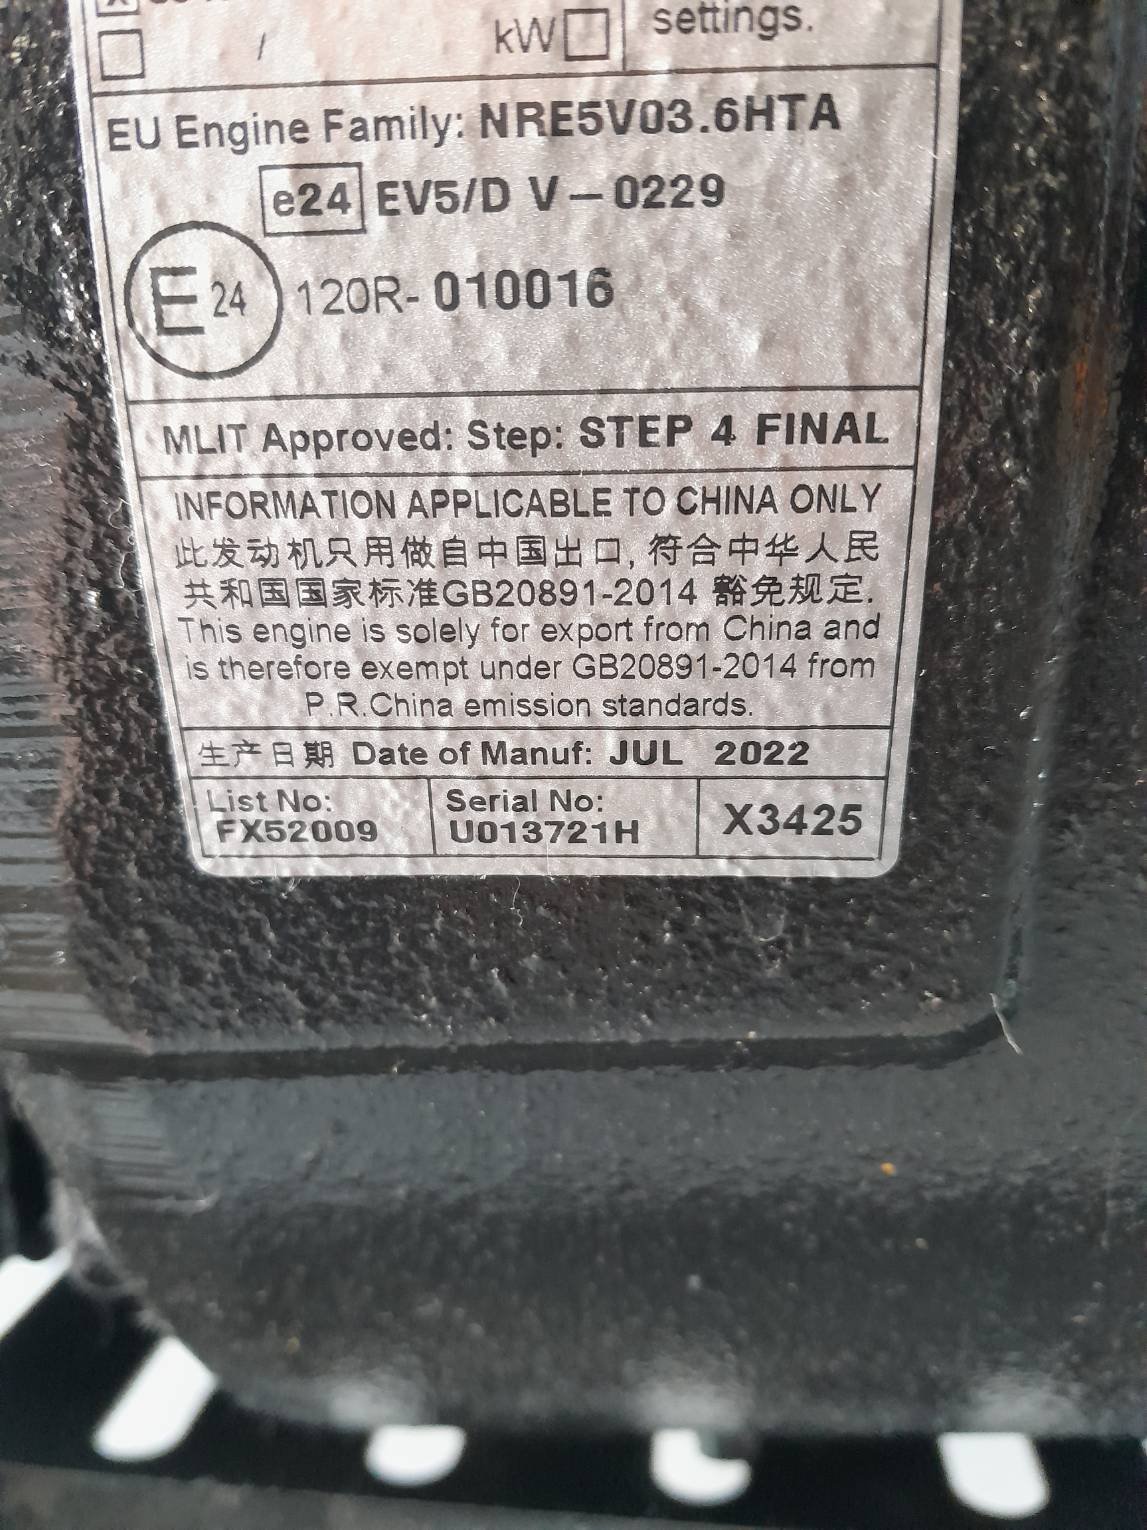 / kW
settings.
EU Engine Family: NRE5V03.6HTA
e24 EV5/D V-0229
E 24 120R-010016
MLIT Approved: Step: STEP 4 FINAL
INFORMATION APPLICABLE TO CHINA ONLY
此发动机只用做自中国出口, 符合中华人民
共和国国家标准GB20891-2014 豁免规定.
This engine is solely for export from China and
is therefore exempt under GB20891-2014 from
P.R.China emission standards.
生产日期 Date of Manuf: JUL 2022
List No: Serial No:
FX52009 U013721H X3425